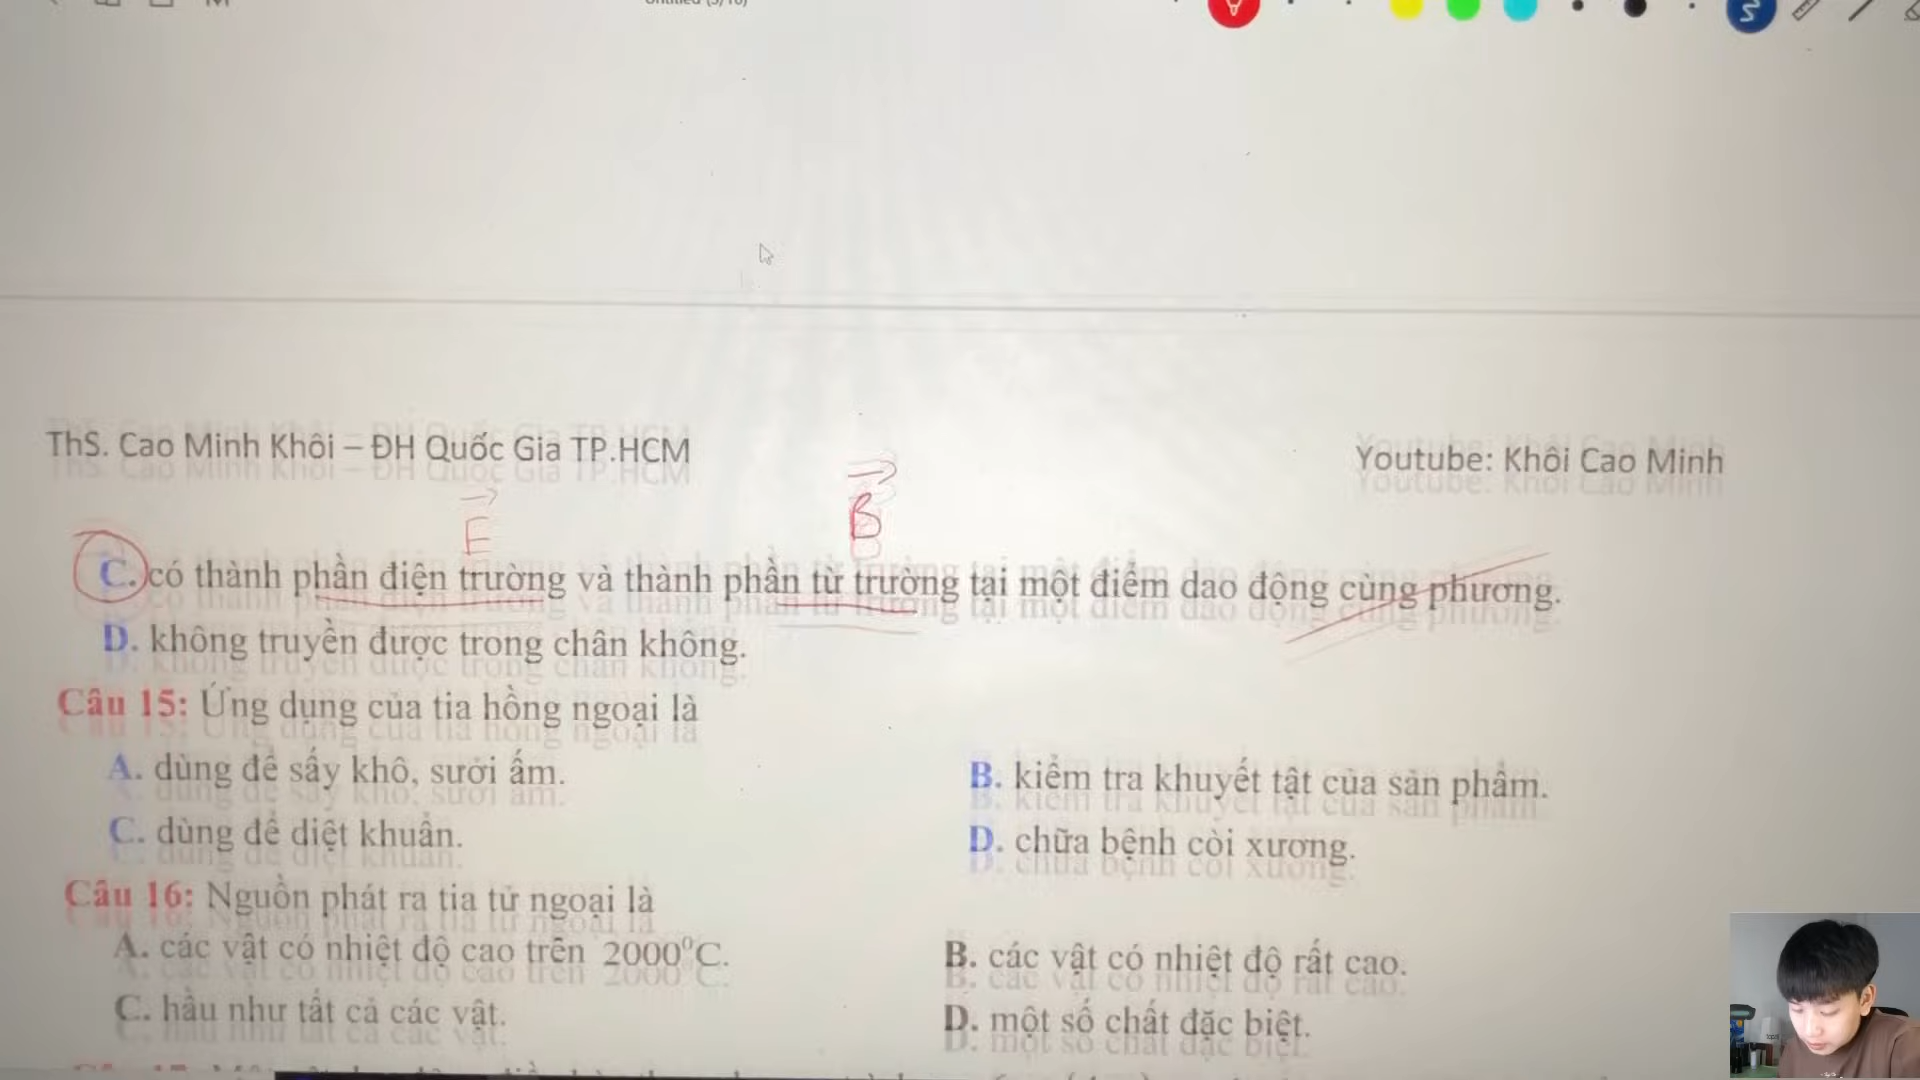 Untitled (5/10)
ThS. Cao Minh Khôi – ĐH Quốc Gia TP.HCM
Youtube: Khôi Cao Minh
E
B
C. có thành phần điện trường và thành phần từ trường tại một điểm dao động cùng phương.
D. không truyền được trong chân không.
Câu 15: Ứng dụng của tia hồng ngoại là
A. dùng để sấy khô, sưởi ấm.
B. kiểm tra khuyết tật của sản phẩm.
C. dùng để diệt khuẩn.
D. chữa bệnh còi xương.
Câu 16: Nguồn phát ra tia tử ngoại là
A. các vật có nhiệt độ cao trên 2000⁰C.
B. các vật có nhiệt độ rất cao.
C. hầu như tất cả các vật.
D. một số chất đặc biệt.